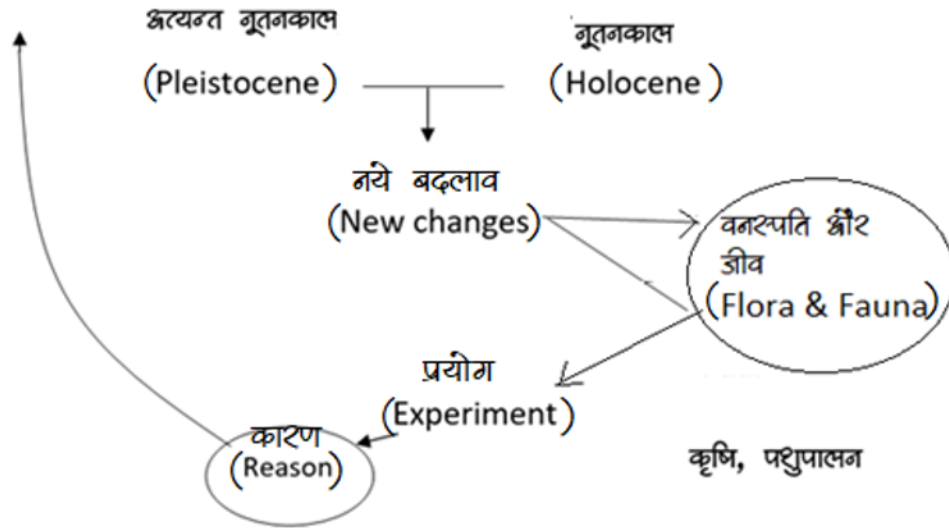 अत्यन्त नूतनकाल
(Pleistocene)
नूतनकाल
(Holocene)
नये बदलाव
(New changes)
वनस्पति और
जीव
(Flora & Fauna)
प्रयोग
(Experiment)
कारण
(Reason)
कृषि, पशुपालन